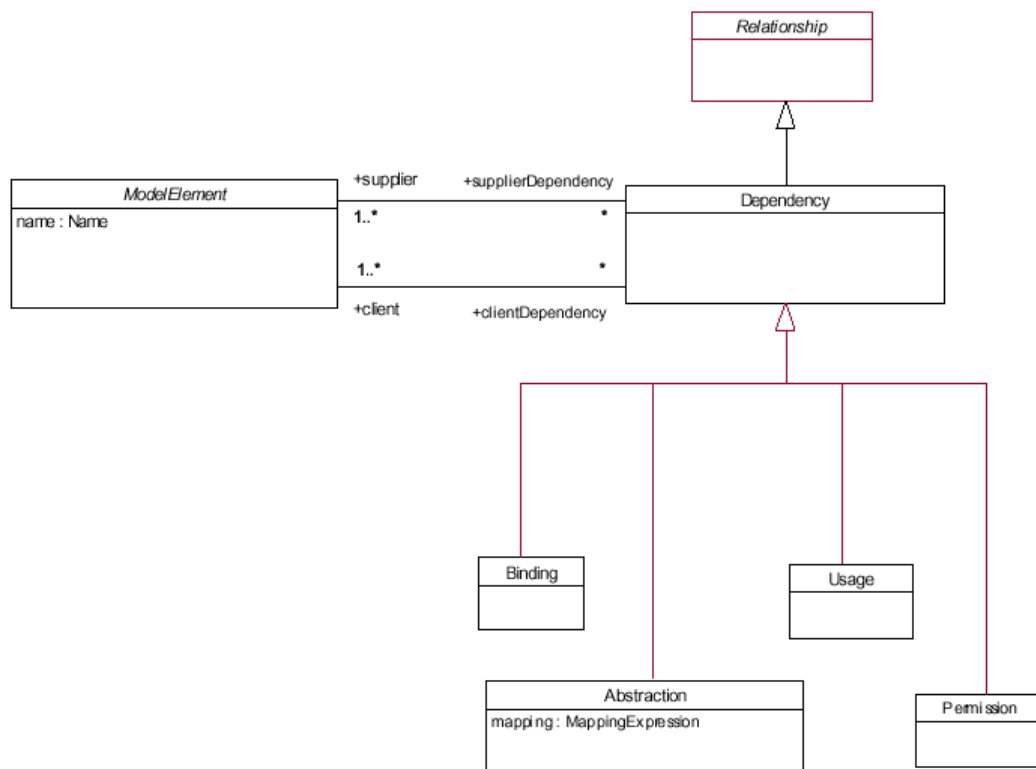 Relationship
ModelElement
name : Name
+supplier
+supplierDependency
1..*
*
Dependency
1..*
*
+client
+clientDependency
Binding
Usage
Abstraction
mapping : MappingExpression
Permission